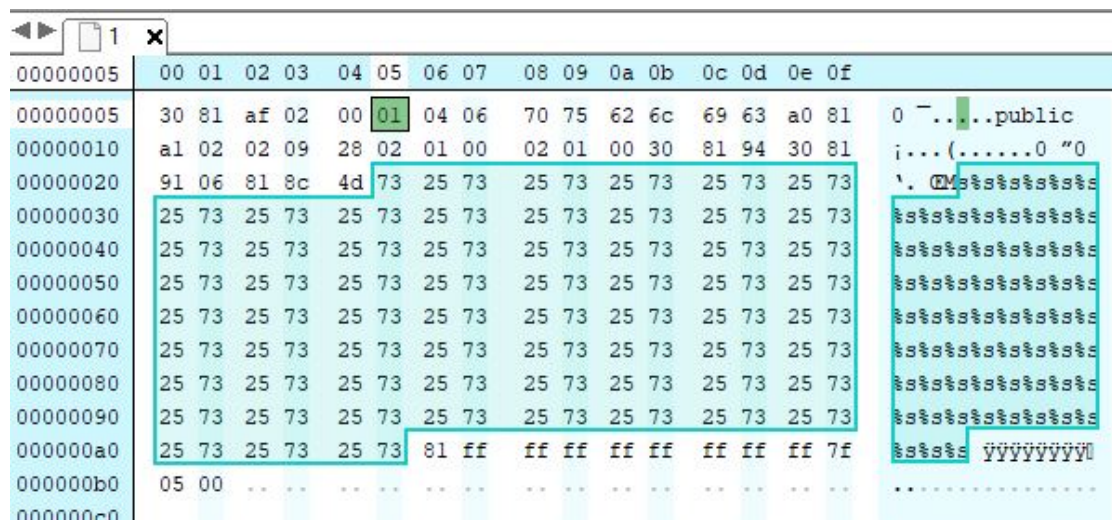 1
00000005 00 01 02 03 04 05 06 07 08 09 0a 0b 0c 0d 0e 0f
00000005 30 81 af 02 00 01 04 06 70 75 62 6c 69 63 a0 81 0 ¯.....public
00000010 a1 02 02 09 28 02 01 00 02 01 00 30 81 94 30 81 ¡...(......0 ”0
00000020 91 06 81 8c 4d 73 25 73 25 73 25 73 25 73 25 73 ‘. ŒMs%s%s%s%s%s
00000030 25 73 25 73 25 73 25 73 25 73 25 73 25 73 25 73 %s%s%s%s%s%s%s%s
00000040 25 73 25 73 25 73 25 73 25 73 25 73 25 73 25 73 %s%s%s%s%s%s%s%s
00000050 25 73 25 73 25 73 25 73 25 73 25 73 25 73 25 73 %s%s%s%s%s%s%s%s
00000060 25 73 25 73 25 73 25 73 25 73 25 73 25 73 25 73 %s%s%s%s%s%s%s%s
00000070 25 73 25 73 25 73 25 73 25 73 25 73 25 73 25 73 %s%s%s%s%s%s%s%s
00000080 25 73 25 73 25 73 25 73 25 73 25 73 25 73 25 73 %s%s%s%s%s%s%s%s
00000090 25 73 25 73 25 73 25 73 25 73 25 73 25 73 25 73 %s%s%s%s%s%s%s%s
000000a0 25 73 25 73 25 73 81 ff ff ff ff ff ff ff ff 7f %s%s%s ÿÿÿÿÿÿÿÿ
000000b0 05 00 .. .. .. .. .. .. .. .. .. .. .. .. .. .. ................
000000c0